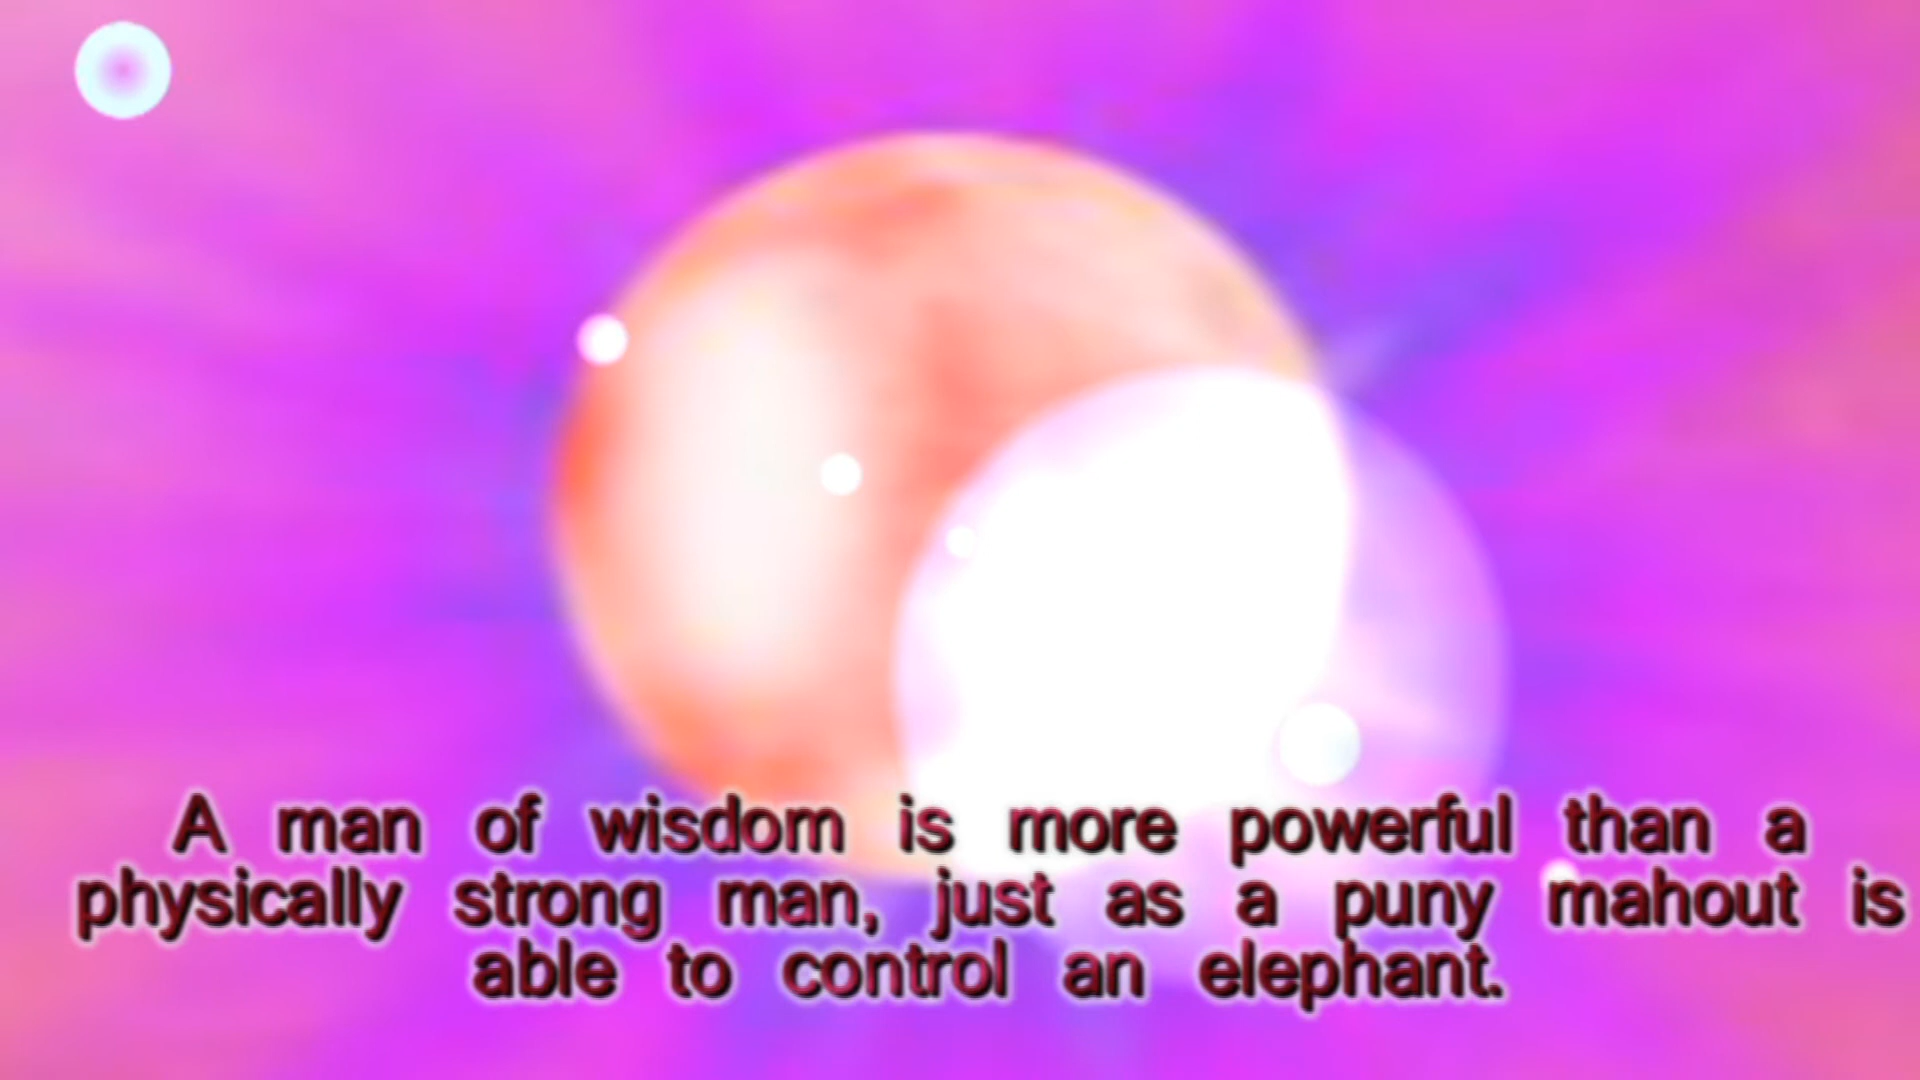 A man of wisdom is more powerful than a
physically strong man, just as a puny mahout is
able to control an elephant.